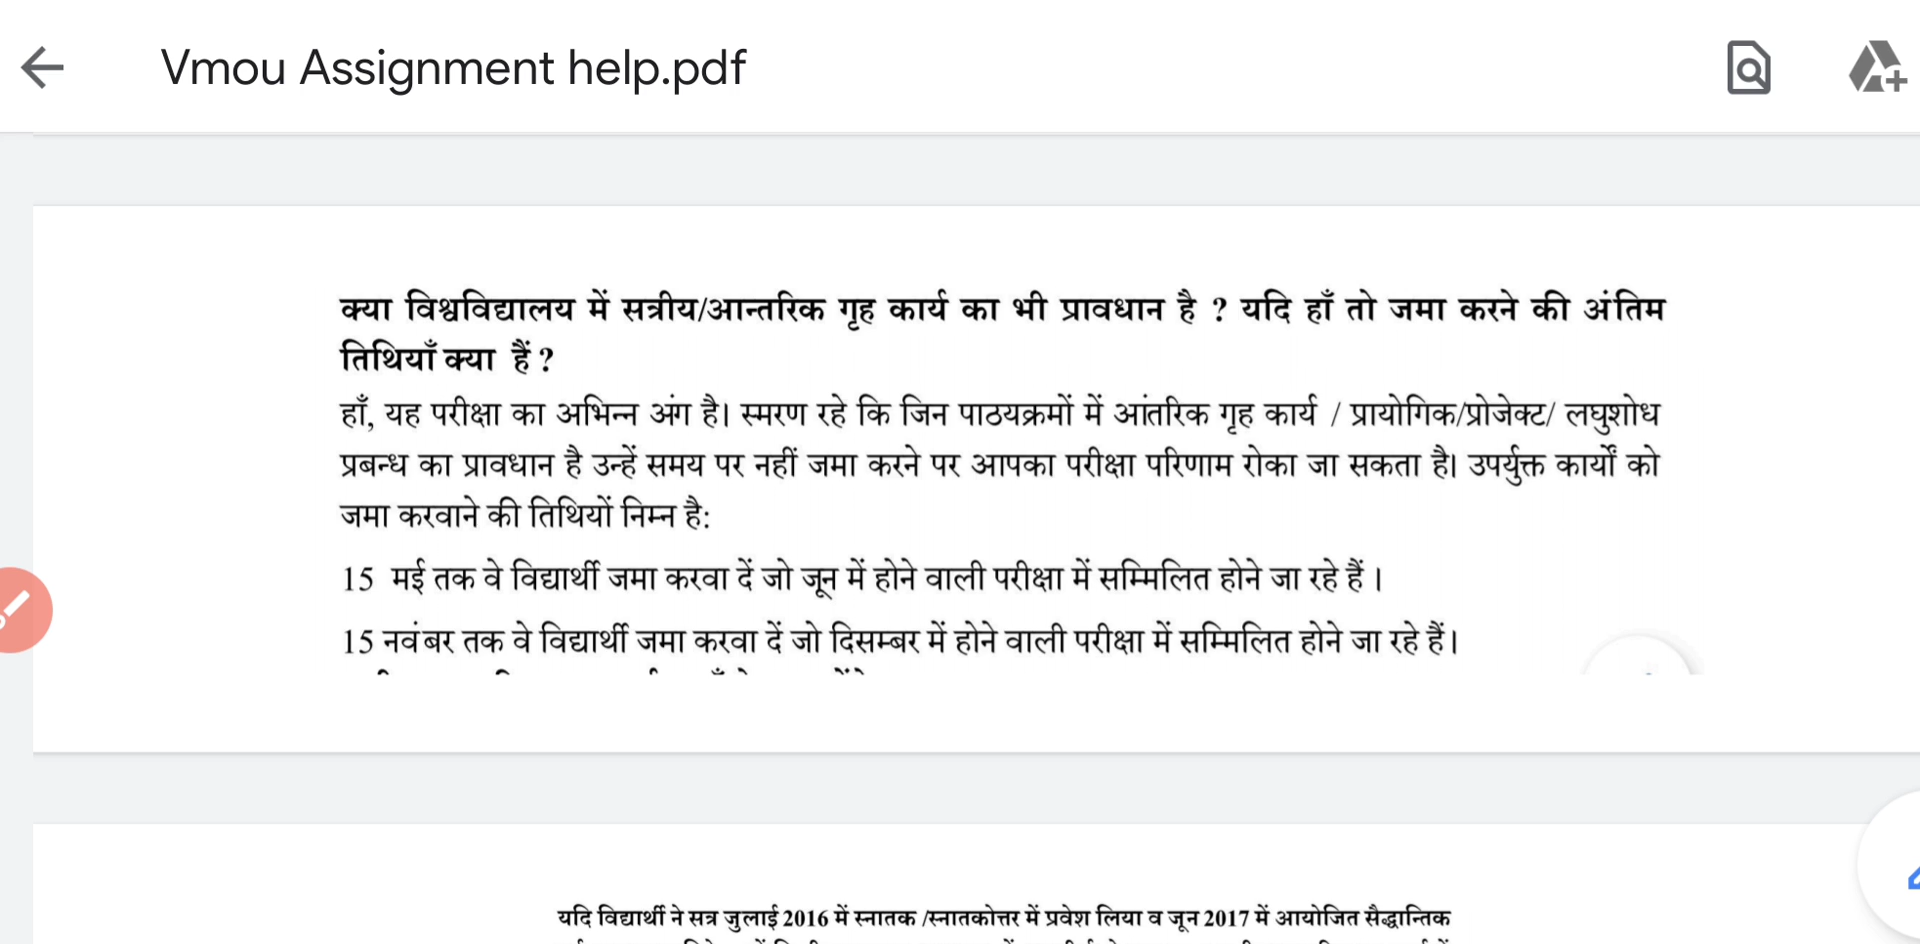 Vmou Assignment help.pdf
क्या विश्वविद्यालय में सत्रीय/आन्तरिक गृह कार्य का भी प्रावधान है ? यदि हाँ तो जमा करने की अंतिम
तिथियाँ क्या हैं ?
हाँ, यह परीक्षा का अभिन्न अंग है। स्मरण रहे कि जिन पाठयक्रमों में आंतरिक गृह कार्य / प्रायोगिक/प्रोजेक्ट/ लघुशोध
प्रबन्ध का प्रावधान है उन्हें समय पर नहीं जमा करने पर आपका परीक्षा परिणाम रोका जा सकता है। उपर्युक्त कार्यों को
जमा करवाने की तिथियों निम्न है:
15 मई तक वे विद्यार्थी जमा करवा दें जो जून में होने वाली परीक्षा में सम्मिलित होने जा रहे हैं ।
15 नवंबर तक वे विद्यार्थी जमा करवा दें जो दिसम्बर में होने वाली परीक्षा में सम्मिलित होने जा रहे हैं।
यदि विद्यार्थी ने सत्र जुलाई 2016 में स्नातक /स्नातकोत्तर में प्रवेश लिया व जून 2017 में आयोजित सैद्धान्तिक